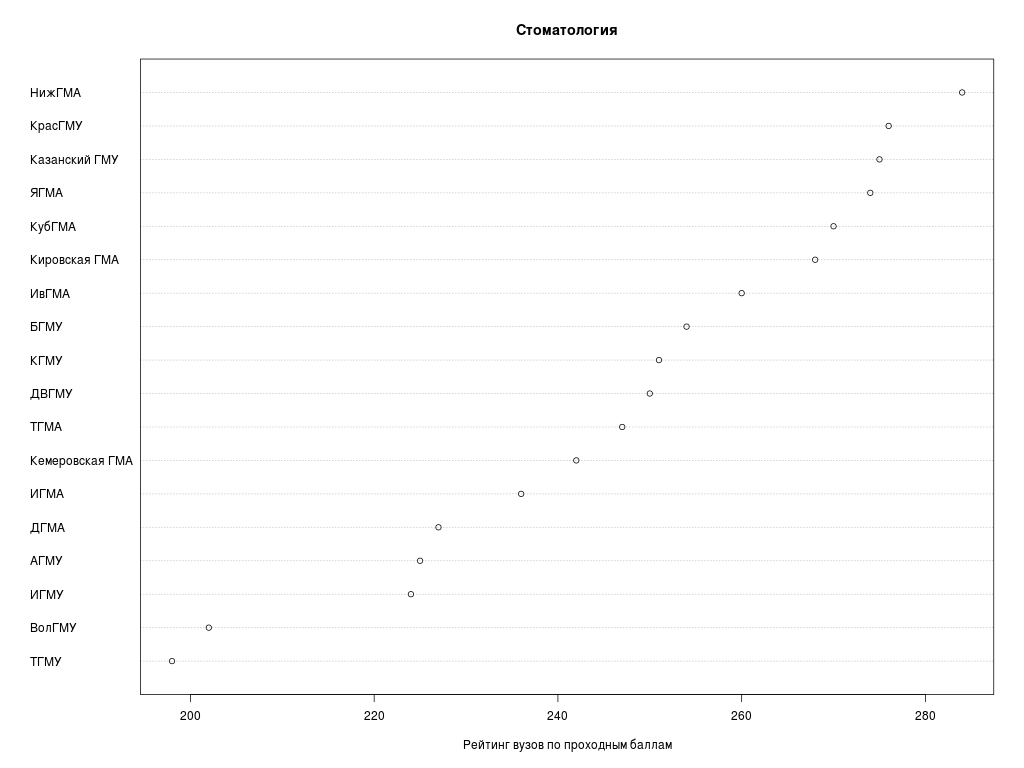 Стоматология
НижГМА
КрасГМУ
Казанский ГМУ
ЯГМА
КубГМА
Кировская ГМА
ИвГМА
БГМУ
КГМУ
ДВГМУ
ТГМА
Кемеровская ГМА
ИГМА
ДГМА
АГМУ
ИГМУ
ВолГМУ
ТГМУ
200 220 240 260 280
Рейтинг вузов по проходным баллам